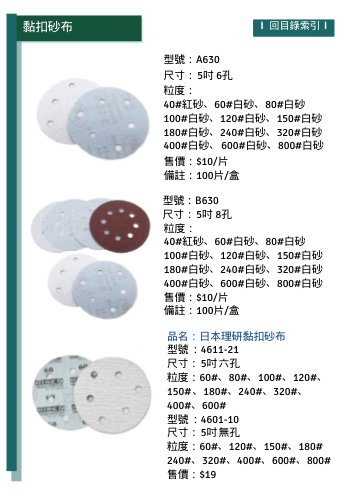 黏扣砂布
I 回目錄索引 I
型號：A630
尺寸： 5吋 6孔
粒度：
40#紅砂、60#白砂、80#白砂
100#白砂、120#白砂、150#白砂
180#白砂、240#白砂、320#白砂
400#白砂、600#白砂、800#白砂
售價：$10/片
備註：100片/盒
型號：B630
尺寸： 5吋 8孔
粒度：
40#紅砂、60#白砂、80#白砂
100#白砂、120#白砂、150#白砂
180#白砂、240#白砂、320#白砂
400#白砂、600#白砂、800#白砂
售價：$10/片
備註：100片/盒
品名：日本理研黏扣砂布
型號：4611-21
尺寸： 5吋六孔
粒度：60#、80#、100#、120#、
150#、180#、240#、320#、
400#、600#
型號：4601-10
尺寸： 5吋無孔
粒度：60#、120#、150#、180#
240#、320#、400#、600#、800#
售價：$19